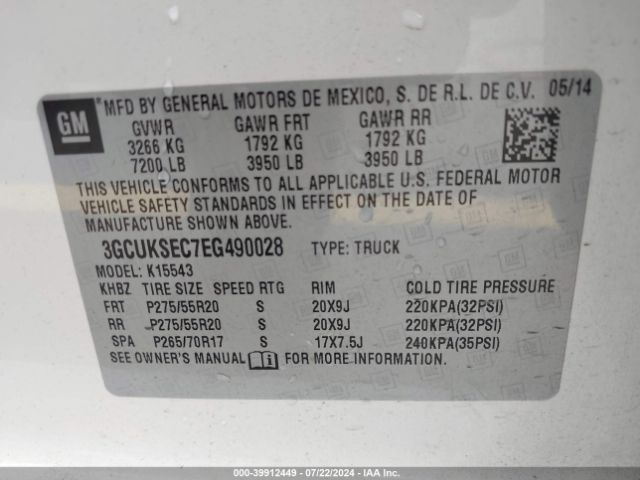 GM
*MFD BY GENERAL MOTORS DE MEXICO, S. DE R.L. DE C.V. 05/14
GVWR GAWR FRT GAWR RR
3266 KG 1792 KG 1792 KG
7200 LB 3950 LB 3950 LB
THIS VEHICLE CONFORMS TO ALL APPLICABLE U.S. FEDERAL MOTOR
VEHICLE SAFETY STANDARDS IN EFFECT ON THE DATE OF
MANUFACTURE SHOWN ABOVE.
3GCUKSEC7EG490028 TYPE: TRUCK
MODEL: K15543
KHBZ TIRE SIZE SPEED RTG RIM COLD TIRE PRESSURE
FRT P275/55R20 S 20X9J 220KPA(32PSI)
RR P275/55R20 S 20X9J 220KPA(32PSI)
SPA P265/70R17 S 17X7.5J 240KPA(35PSI)
SEE OWNER'S MANUAL FOR MORE INFORMATION.
000-39912449 - 07/22/2024 - IAA Inc.